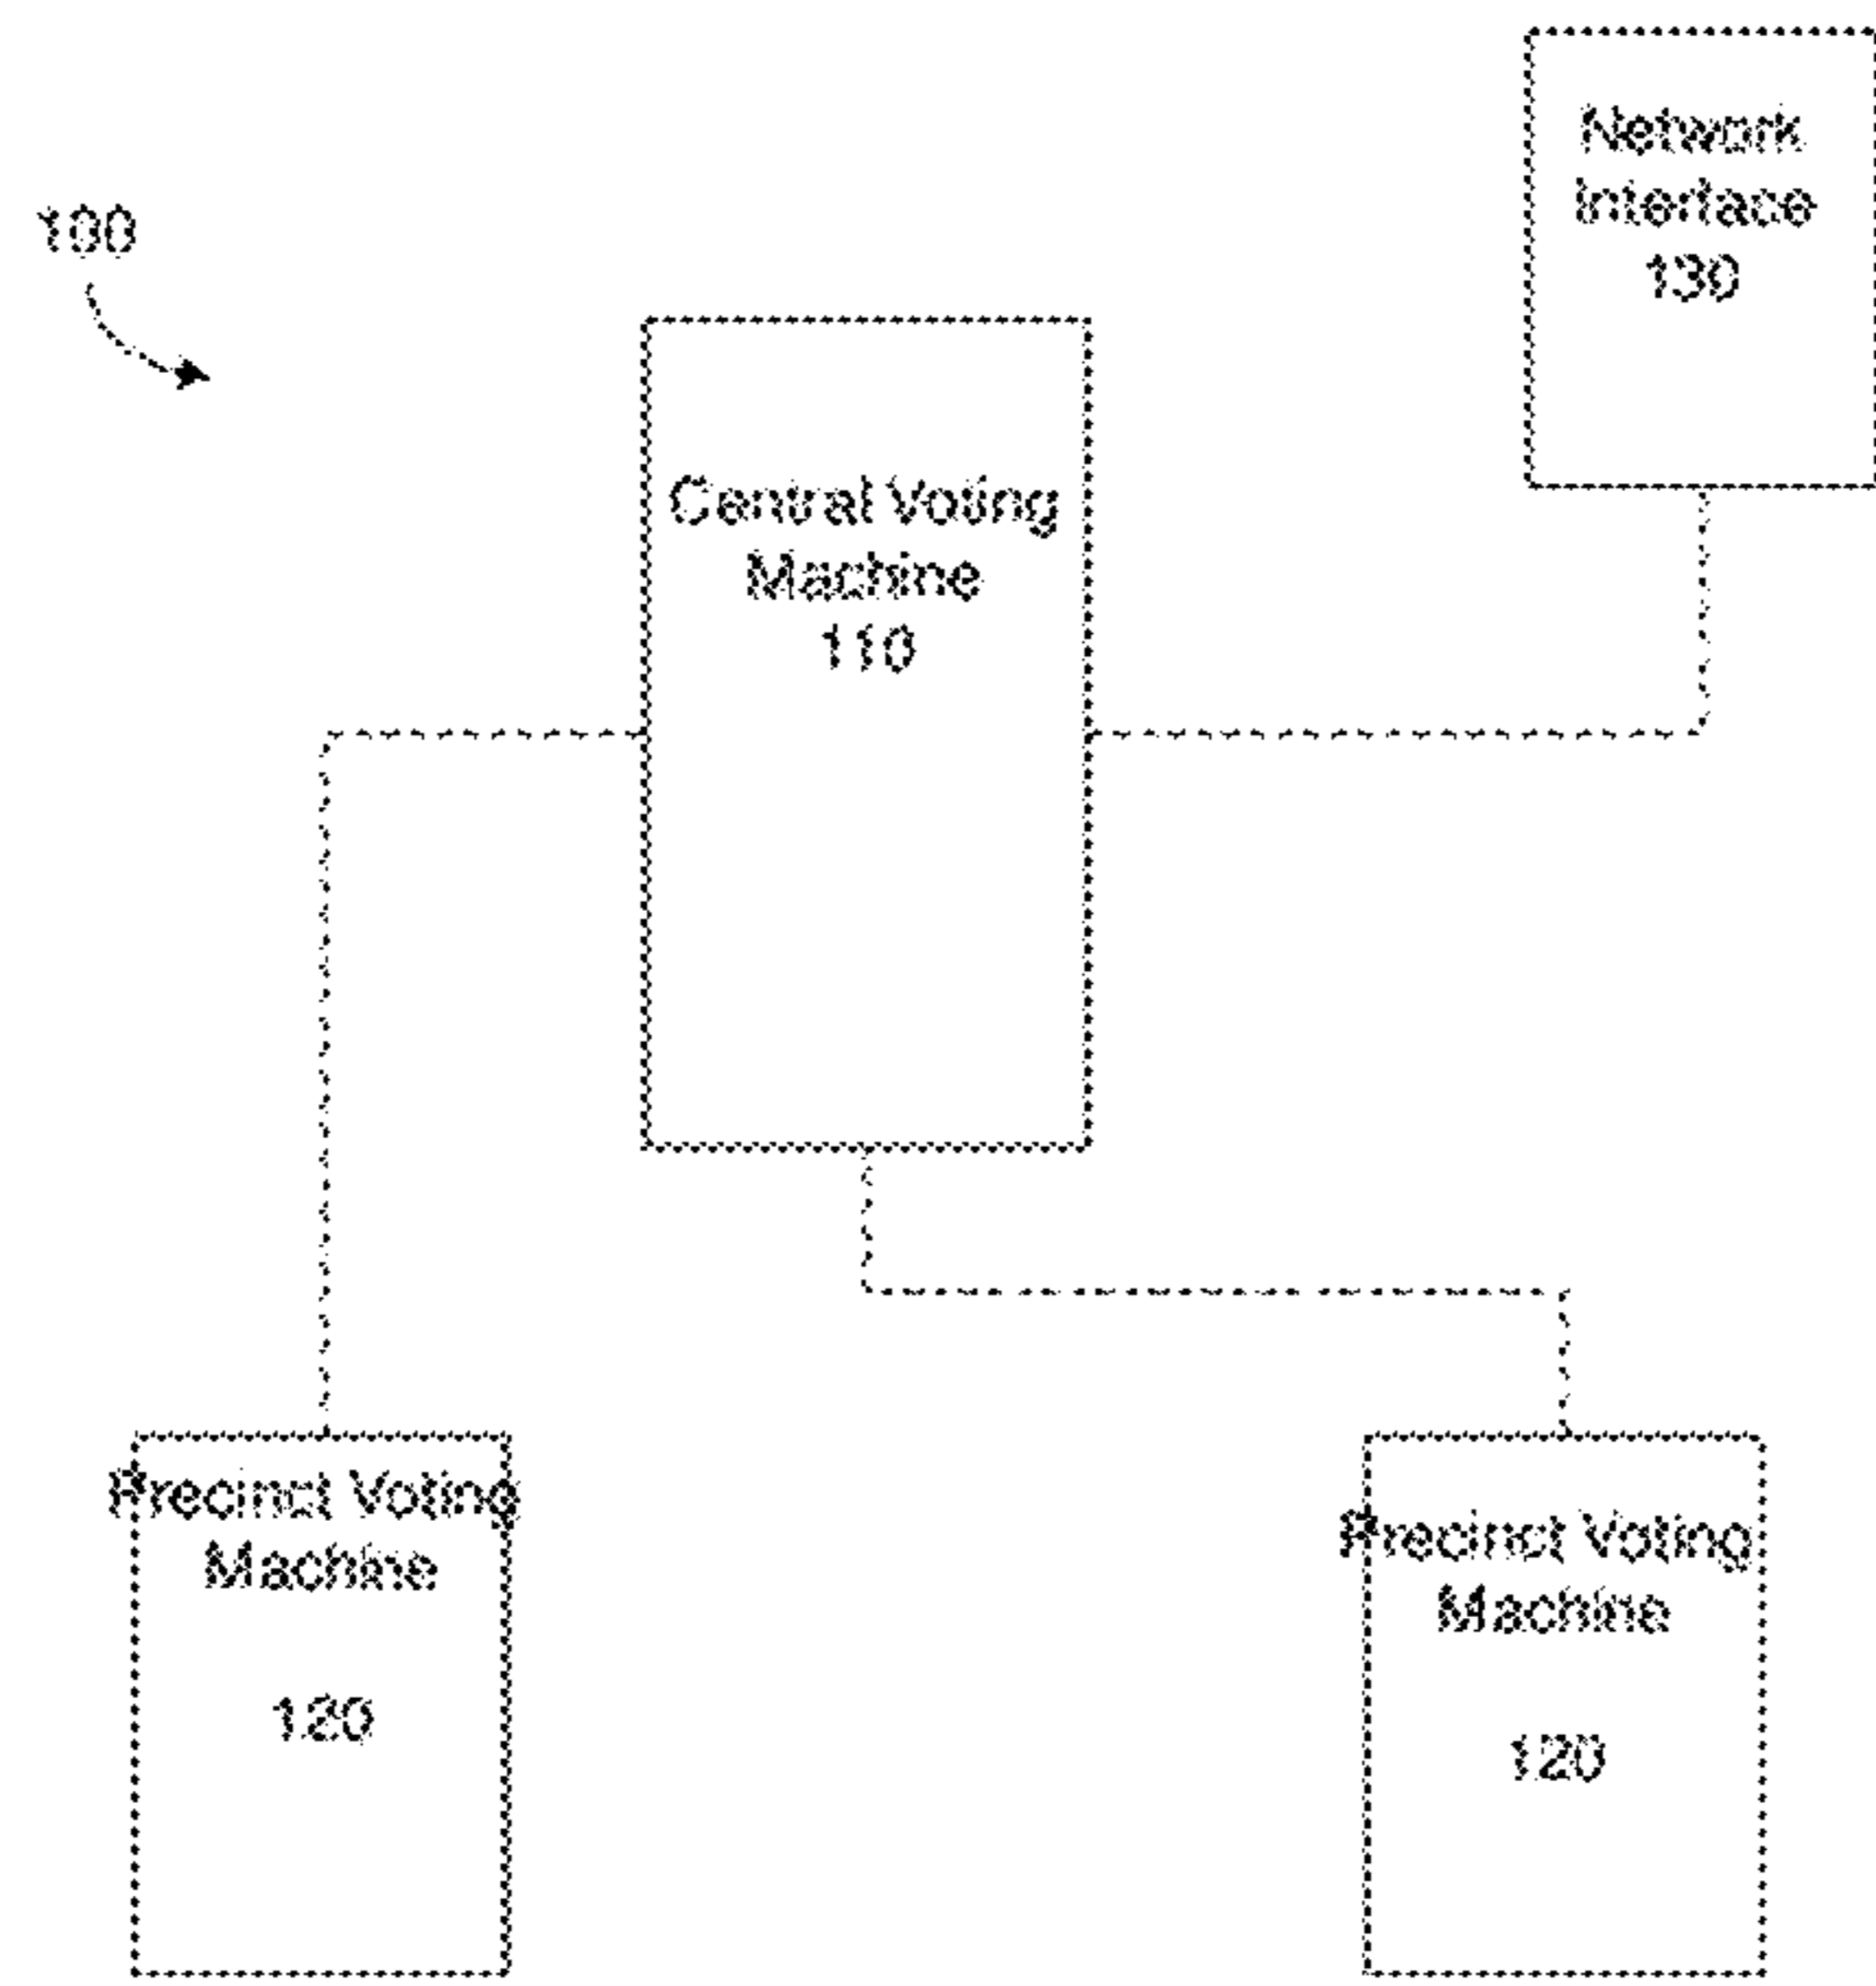 100
Network
Interface
130
Central Voting
Machine
110
Precinct Voting
Machine
120
Precinct Voting
Machine
120